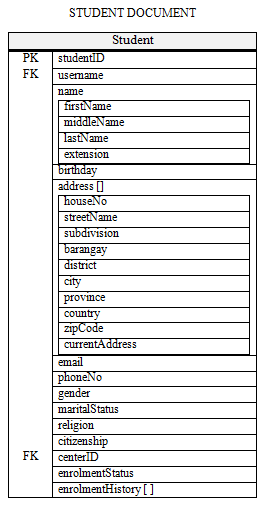 STUDENT DOCUMENT
Student
PK studentID
FK username
name
firstName
middleName
lastName
extension
birthday
address []
houseNo
streetName
subdivision
barangay
district
city
province
country
zipCode
currentAddress
email
phoneNo
gender
maritalStatus
religion
citizenship
FK centerID
enrolmentStatus
enrolmentHistory [ ]